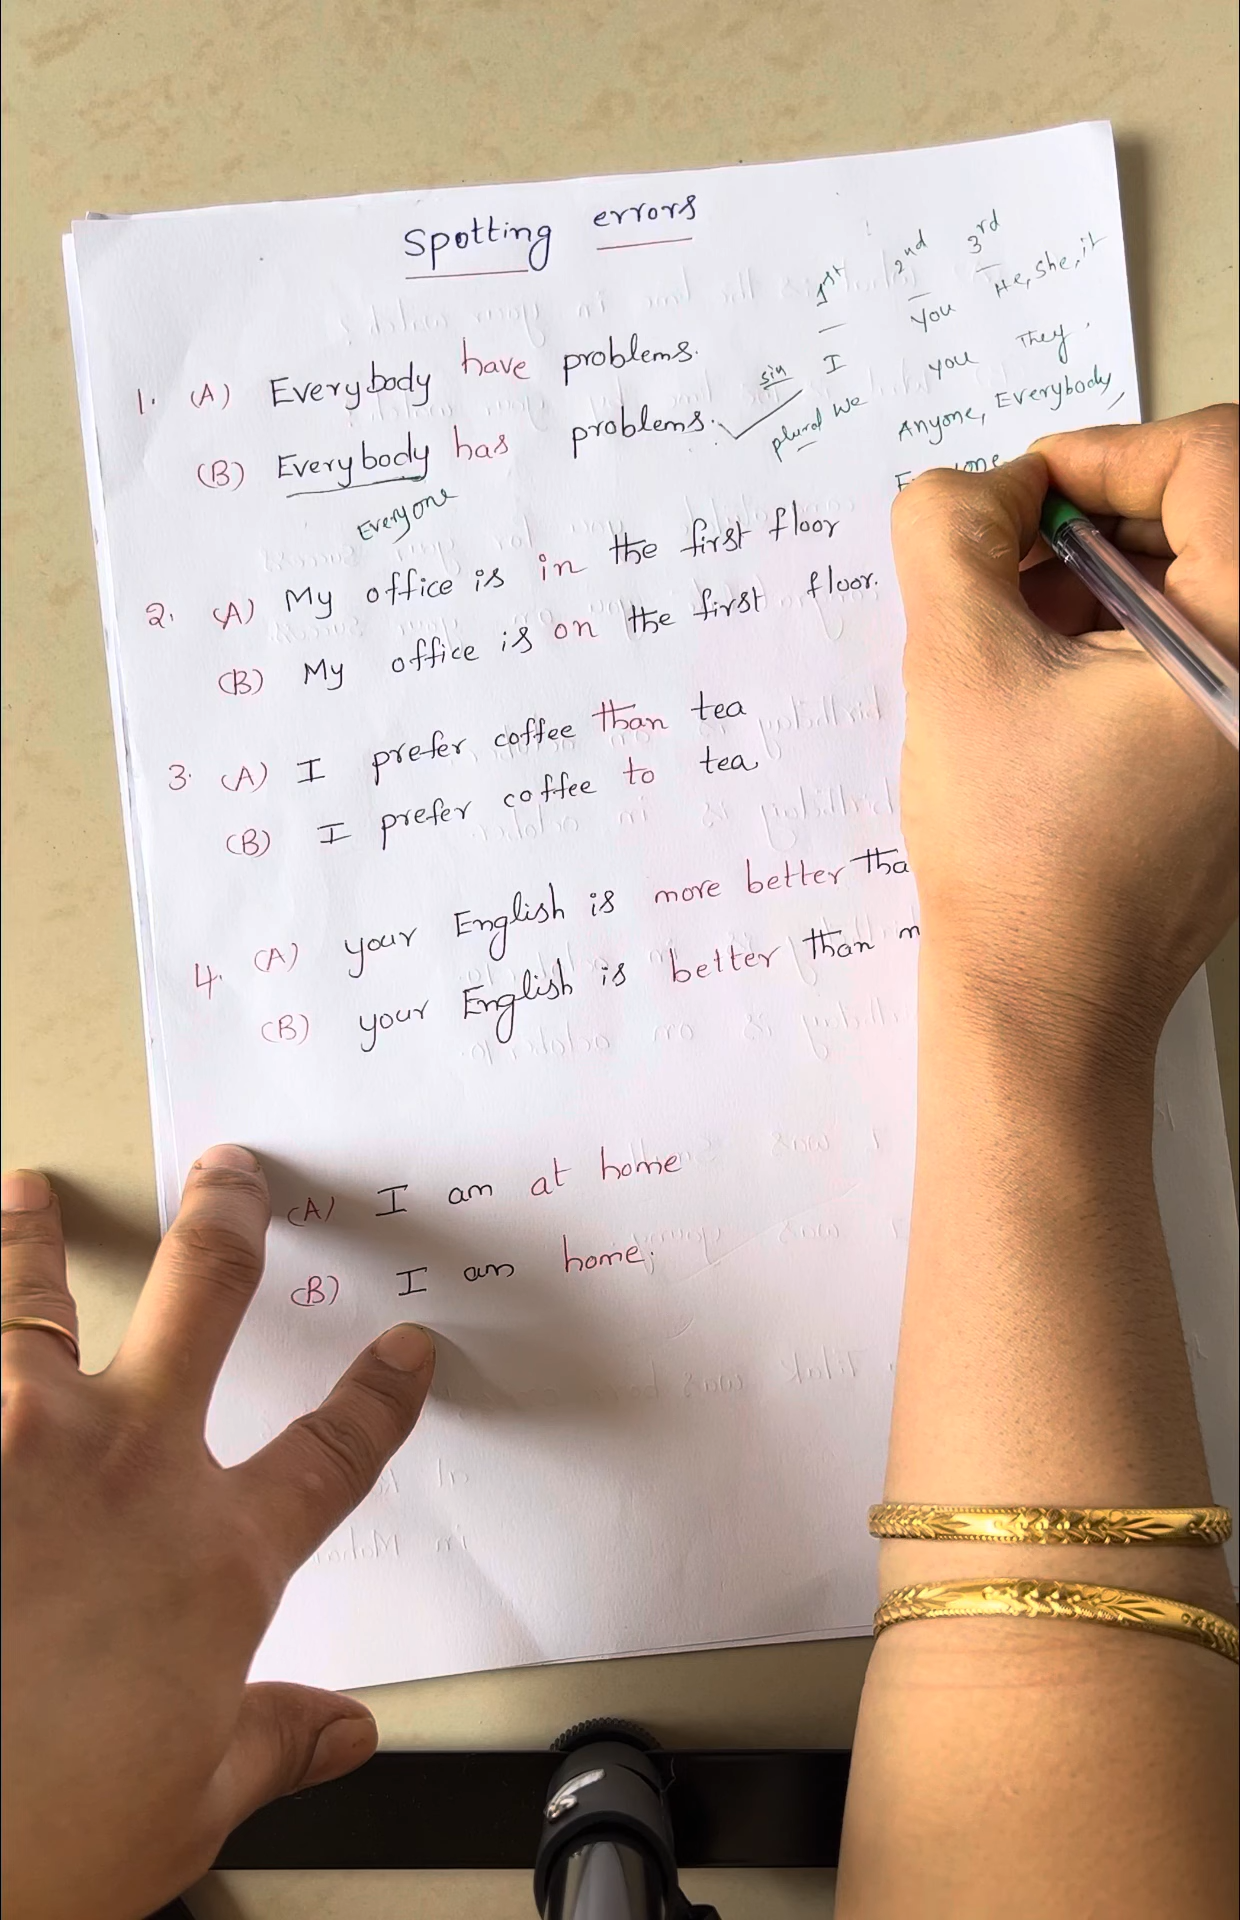 Spotting errors
1. (A) Everybody have problems.
(B) Everybody has problems.
Everyone
1st 2nd 3rd
sin I You He, She, it
plural We you They.
Anyone, Everybody,
2. (A) My office is in the first floor
(B) My office is on the first floor.
3. (A) I prefer coffee than tea
(B) I prefer coffee to tea
4. (A) your English is more better tha
(B) your English is better than m
(A) I am at home
(B) I am home.